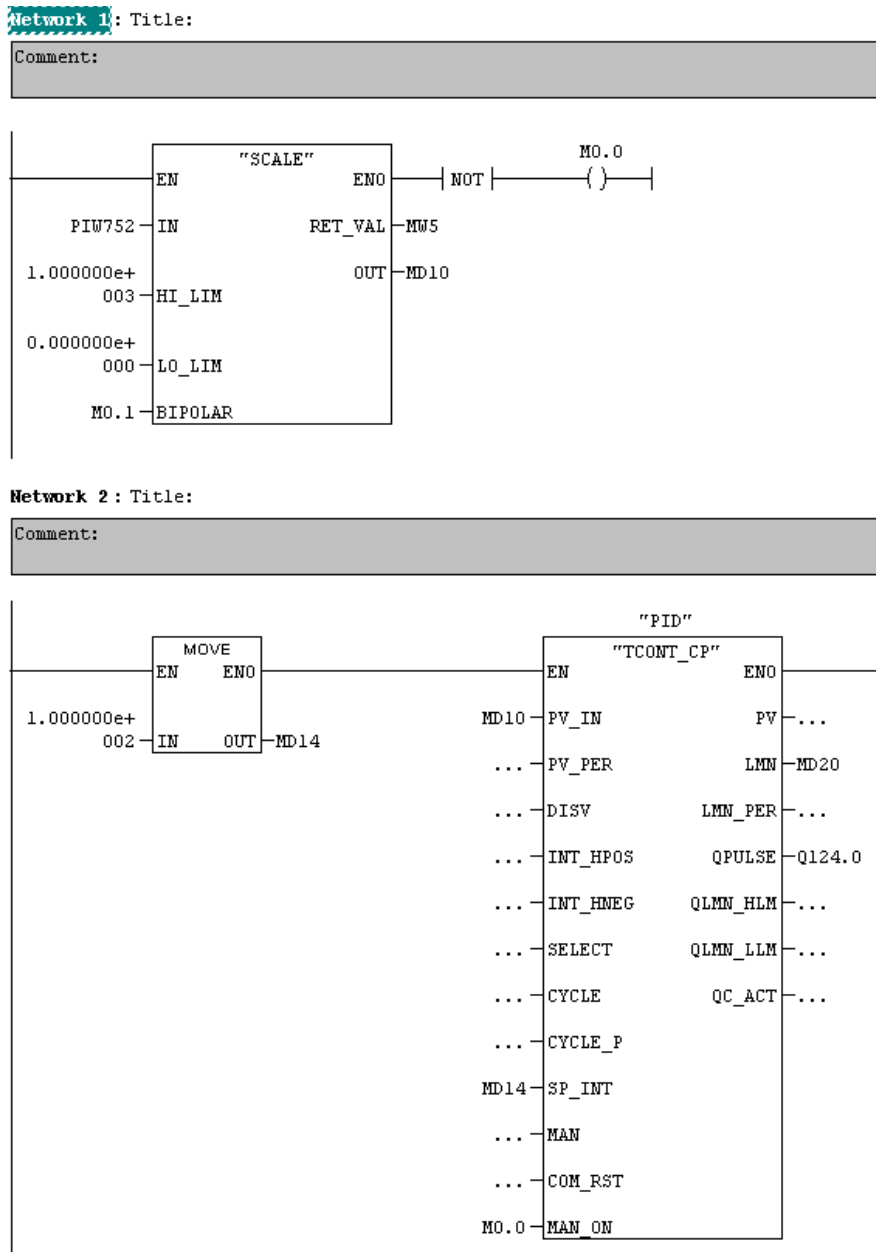 Network 1: Title:
Comment:
"SCALE"
M0.0
EN ENO NOT ( )
PIW752 IN RET_VAL MW5
1.000000e+ OUT MD10
003 HI_LIM
0.000000e+
000 LO_LIM
M0.1 BIPOLAR
Network 2: Title:
Comment:
"PID"
MOVE "TCONT_CP"
EN ENO EN ENO
1.000000e+ MD10 PV_IN PV ...
002 IN OUT MD14
... PV_PER LMN MD20
... DISV LMN_PER ...
... INT_HPOS QPULSE Q124.0
... INT_HNEG QLMN_HLM ...
... SELECT QLMN_LLM ...
... CYCLE QC_ACT ...
... CYCLE_P
MD14 SP_INT
... MAN
... COM_RST
M0.0 MAN_ON